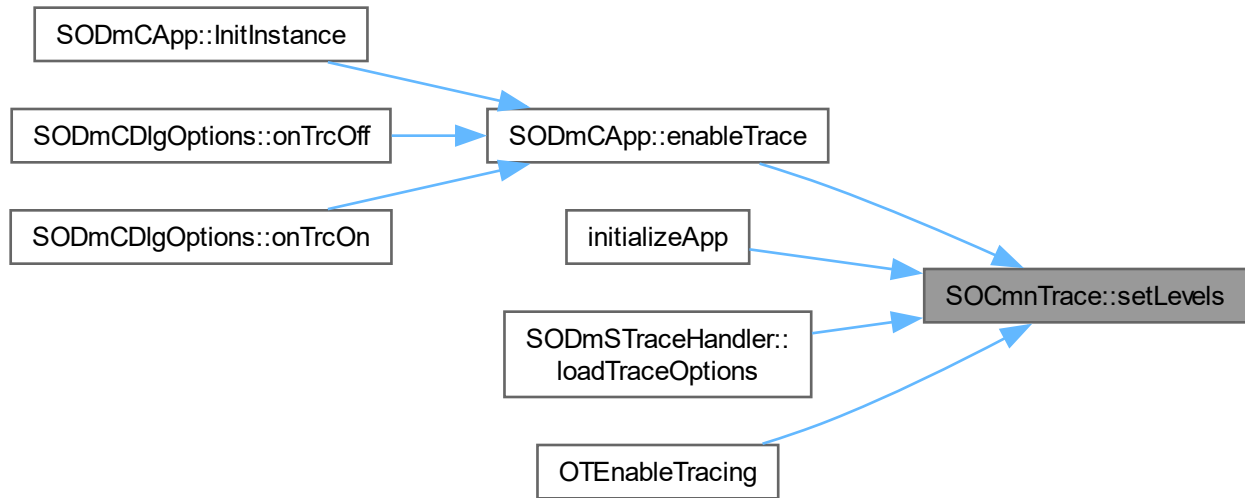 SODmCApp::InitInstance
SODmCDlgOptions::onTrcOff
SODmCApp::enableTrace
SODmCDlgOptions::onTrcOn
initializeApp
SOCmnTrace::setLevels
SODmSTraceHandler::
loadTraceOptions
OTEnableTracing